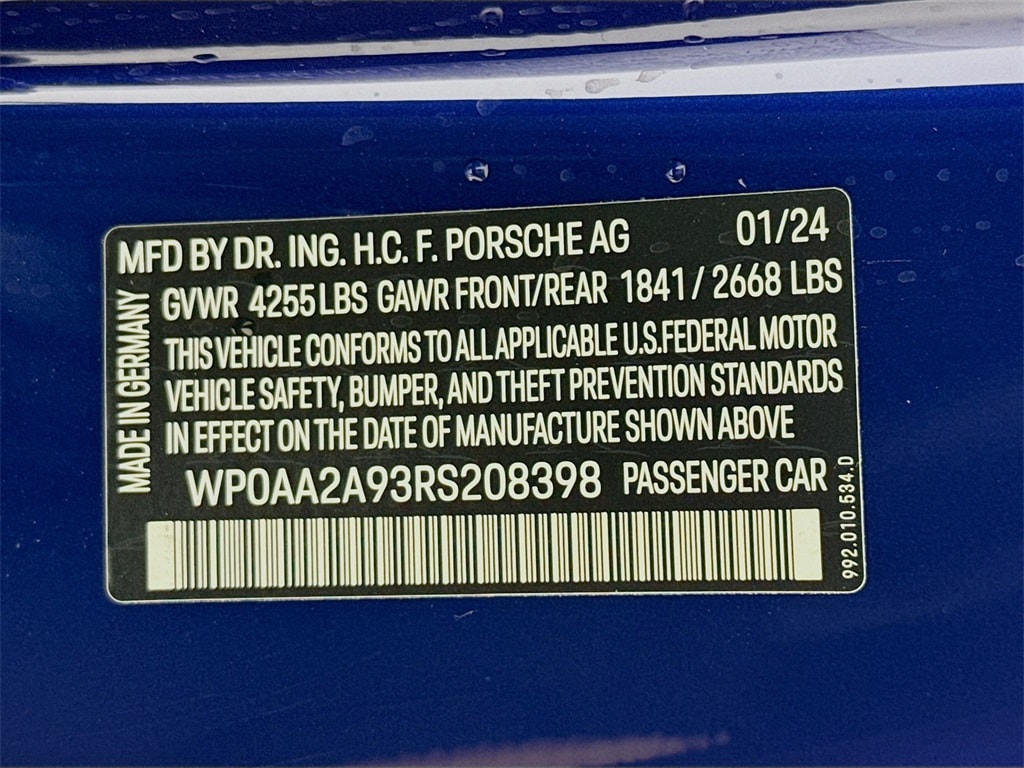 MFD BY DR. ING. H.C. F. PORSCHE AG 01/24
GVWR 4255 LBS GAWR FRONT/REAR 1841 / 2668 LBS
THIS VEHICLE CONFORMS TO ALL APPLICABLE U.S. FEDERAL MOTOR
VEHICLE SAFETY, BUMPER, AND THEFT PREVENTION STANDARDS
IN EFFECT ON THE DATE OF MANUFACTURE SHOWN ABOVE
WP0AA2A93RS208398 PASSENGER CAR
MADE IN GERMANY
992.010.534.0